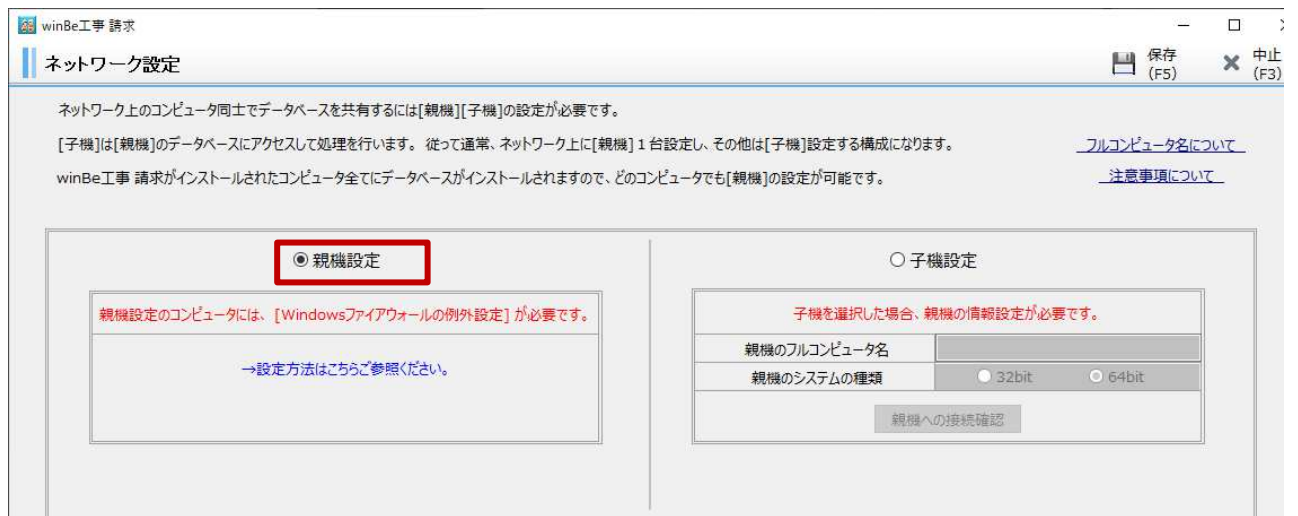 winBe工事 請求
ネットワーク設定
保存
(F5)
中止
(F3)
ネットワーク上のコンピュータ同士でデータベースを共有するには[親機][子機]の設定が必要です。
[子機]は[親機]のデータベースにアクセスして処理を行います。 従って通常、ネットワーク上に[親機]１台設定し、その他は[子機]設定する構成になります。
フルコンピュータ名について
winBe工事 請求がインストールされたコンピュータ全てにデータベースがインストールされますので、どのコンピュータでも[親機]の設定が可能です。
注意事項について
親機設定
親機設定のコンピュータには、[Windowsファイアウォールの例外設定] が必要です。
→設定方法はこちらご参照ください。
子機設定
子機を選択した場合、親機の情報設定が必要です。
親機のフルコンピュータ名
親機のシステムの種類 32bit 64bit
親機への接続確認